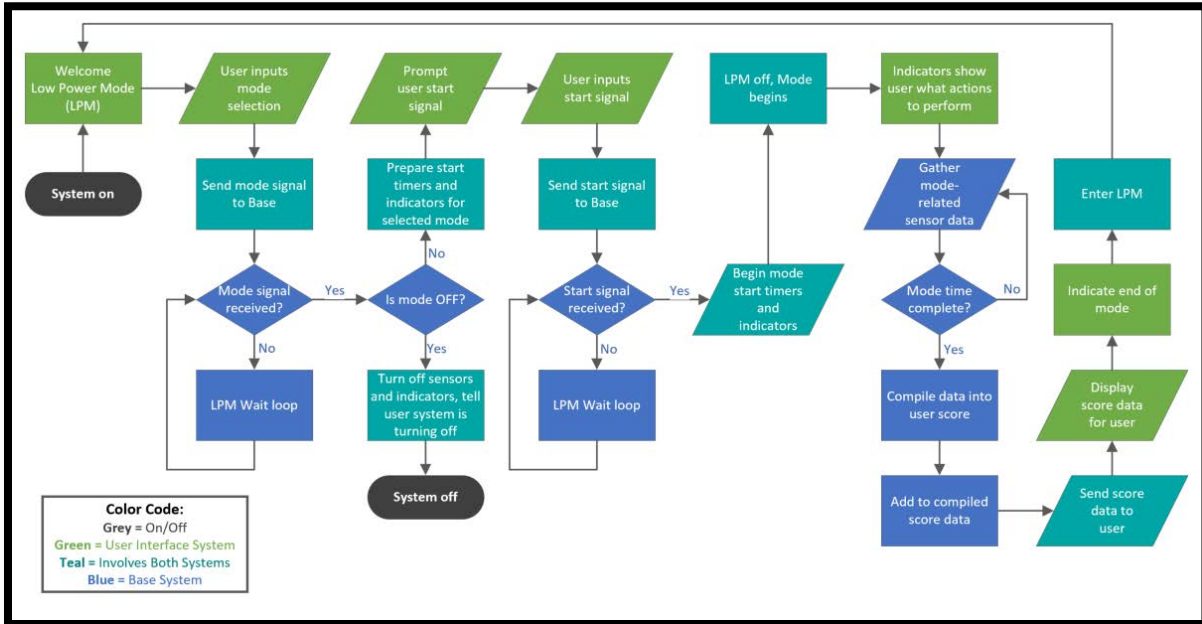 Welcome
Low Power Mode
(LPM)
User inputs
mode
selection
Prompt
user start
signal
User inputs
start signal
LPM off, Mode
begins
Indicators show
user what actions
to perform
System on
Send mode signal
to Base
Prepare start
timers and
indicators for
selected mode
Send start signal
to Base
Gather
mode-
related
sensor data
Enter LPM
No
Mode signal
received?
Yes
Is mode OFF?
Start signal
received?
Yes
Begin mode
start timers
and
indicators
Mode time
complete?
No
Indicate end of
mode
No
Yes
No
Yes
LPM Wait loop
Turn off sensors
and indicators, tell
user system is
turning off
LPM Wait loop
Compile data into
user score
Display
score data
for user
System off
Add to compiled
score data
Send score
data to
user
Color Code:
Grey = On/Off
Green = User Interface System
Teal = Involves Both Systems
Blue = Base System